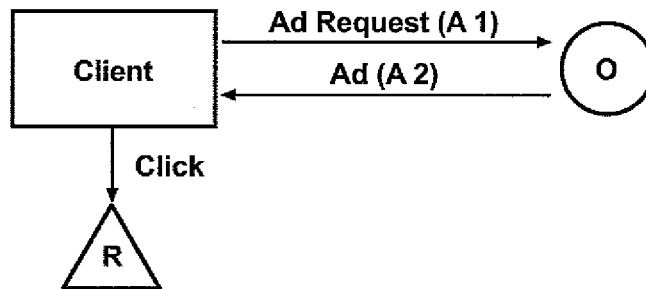 Ad Request (A 1)
Client
O
Ad (A 2)
Click
R